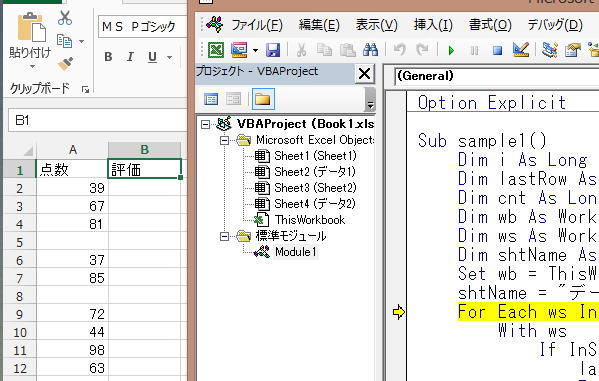 ファイル(F) 編集(E) 表示(V) 挿入(I) 書式(O) デバッグ(D)
貼り付け
クリップボード
ＭＳ Ｐゴシック
B I U
B1
A B
1 点数 評価
2 39
3 67
4 81
5
6 37
7 85
8
9 72
10 44
11 98
12 63
プロジェクト - VBAProject
VBAProject (Book1.xls
Microsoft Excel Objects
Sheet1 (Sheet1)
Sheet2 (データ1)
Sheet3 (Sheet2)
Sheet4 (データ2)
ThisWorkbook
標準モジュール
Module1
(General)
Option Explicit
Sub sample1()
Dim i As Long
Dim lastRow As
Dim cnt As Lon
Dim wb As Work
Dim ws As Work
Dim shtName As
Set wb = ThisW
shtName = "デー
For Each ws In
With ws
If InS
la